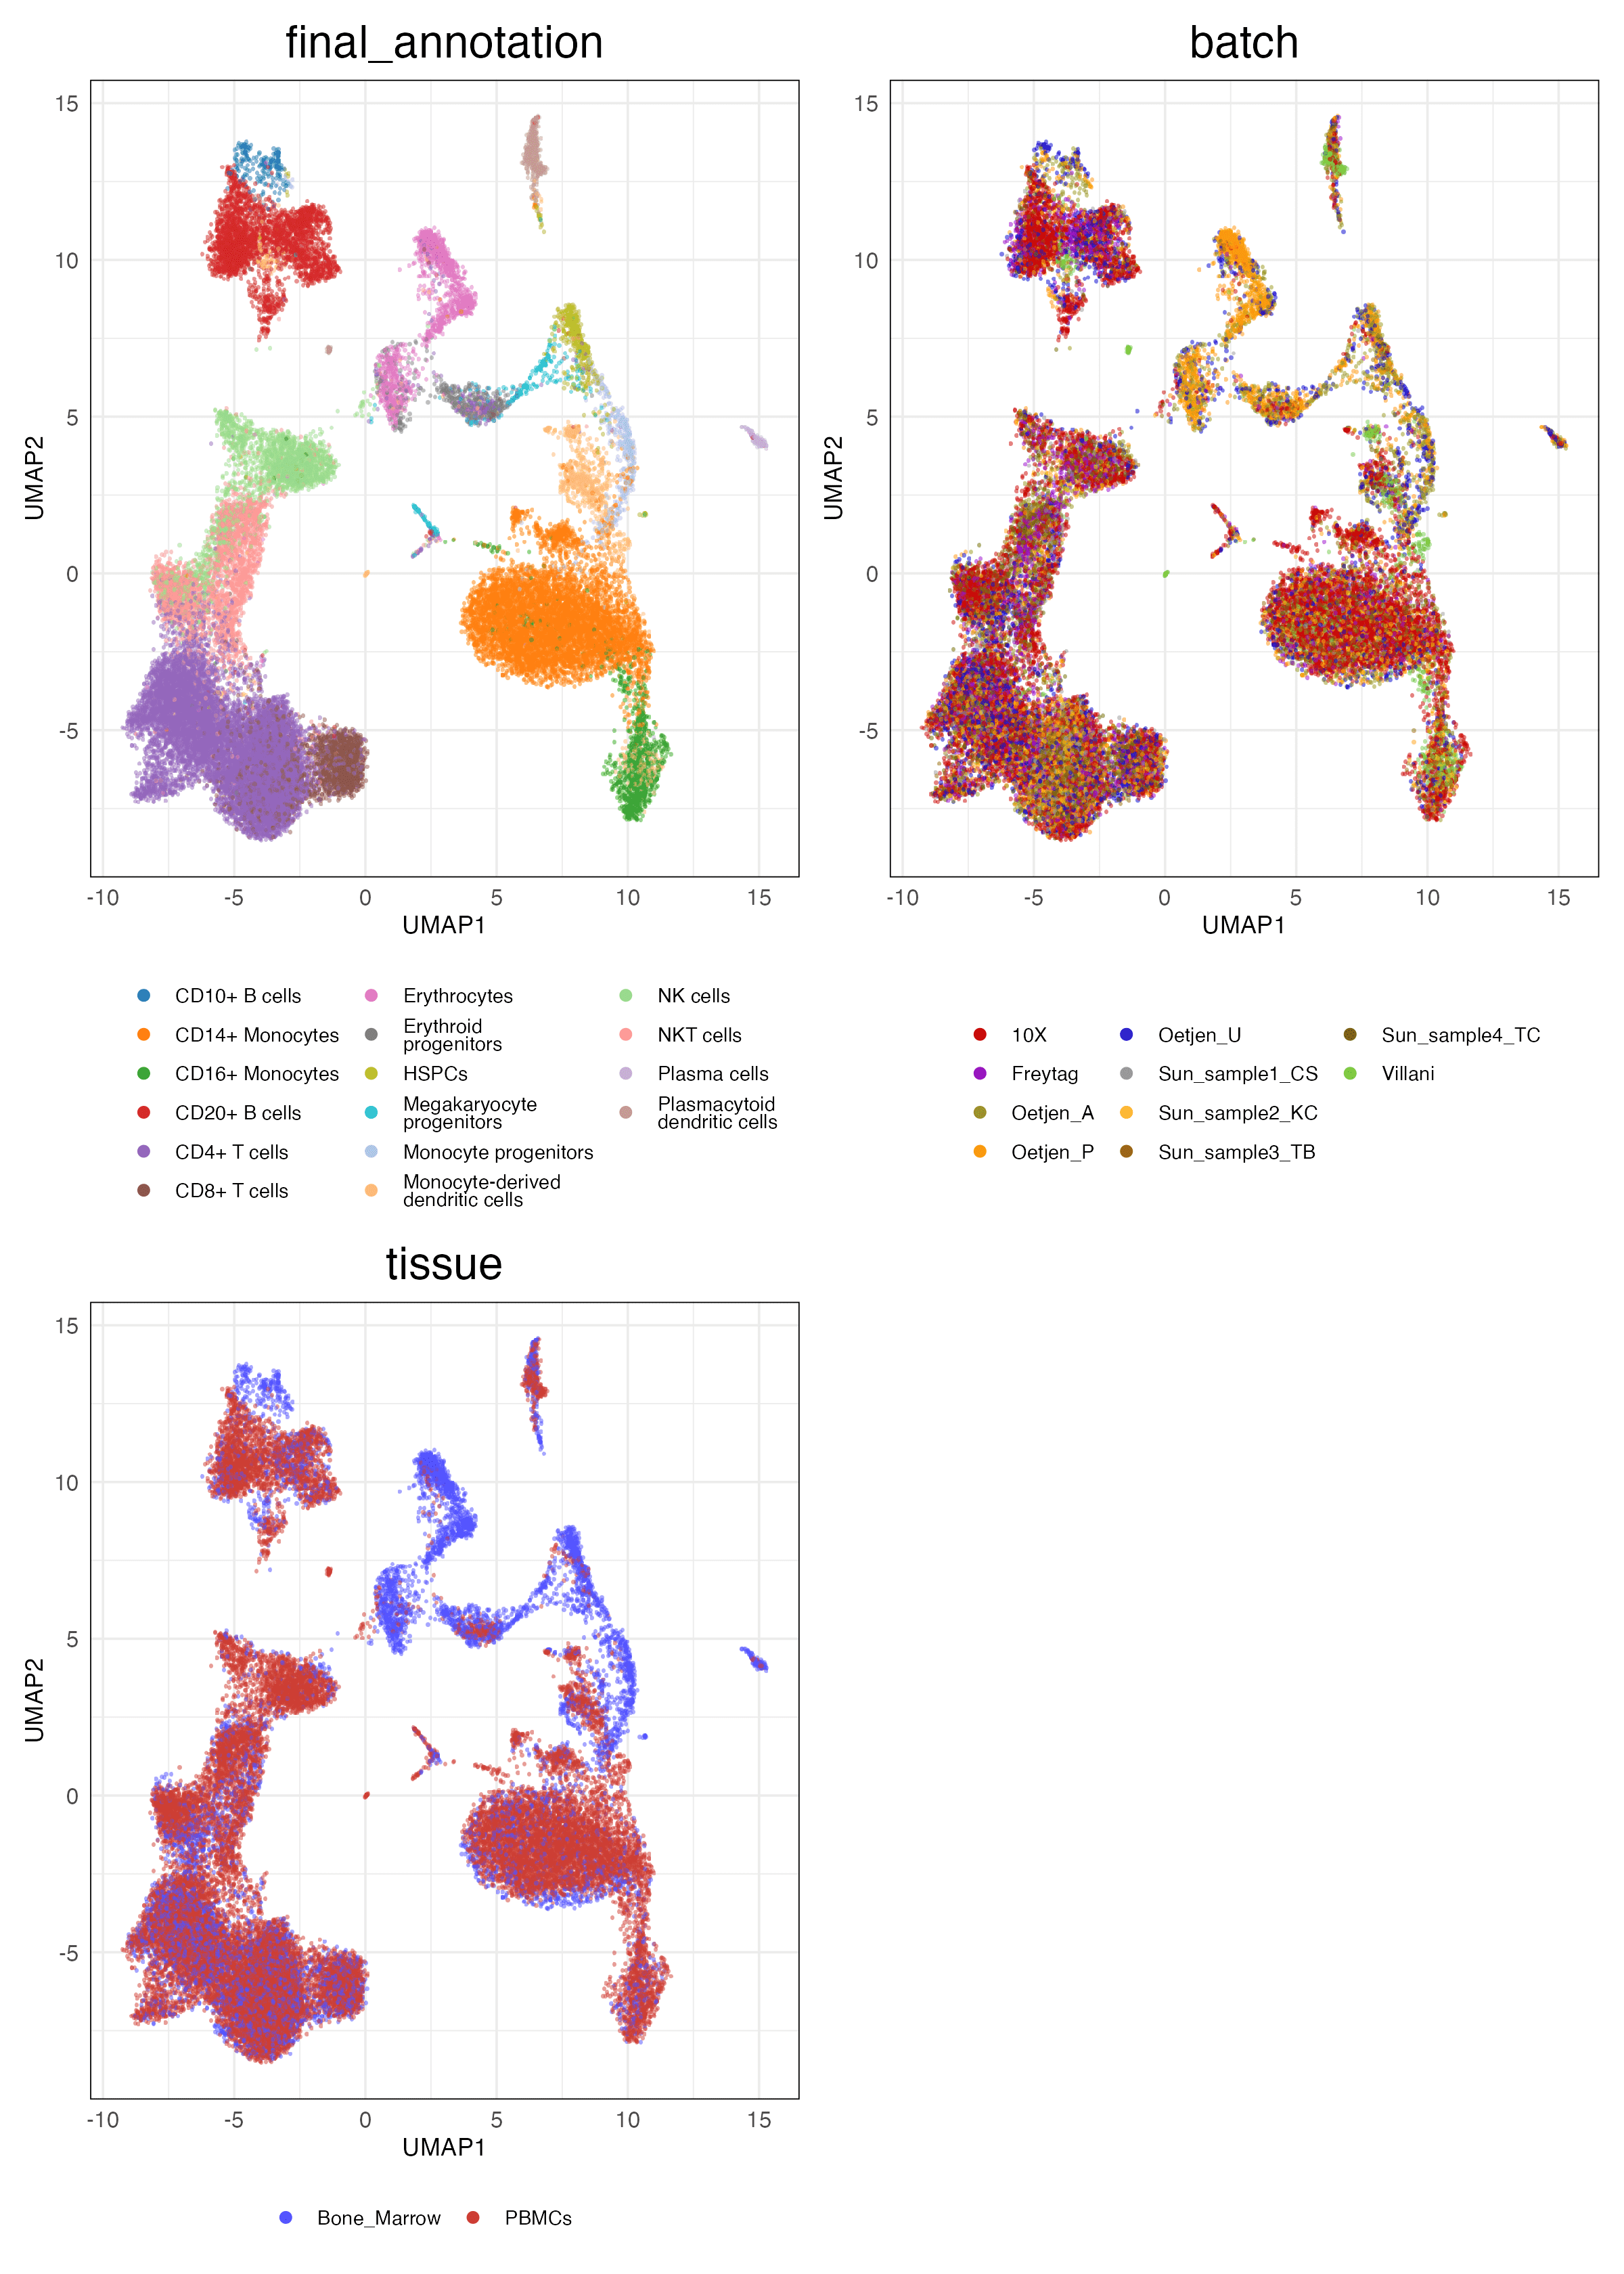 final_annotation
batch
15
10
5
0
-5
UMAP2
-10
-5
0
5
10
15
UMAP1
15
10
5
0
-5
UMAP2
-10
-5
0
5
10
15
UMAP1
CD10+ B cells
CD14+ Monocytes
CD16+ Monocytes
CD20+ B cells
CD4+ T cells
CD8+ T cells
Erythrocytes
Erythroid
progenitors
HSPCs
Megakaryocyte
progenitors
Monocyte progenitors
Monocyte-derived
dendritic cells
NK cells
NKT cells
Plasma cells
Plasmacytoid
dendritic cells
10X
Freytag
Oetjen_A
Oetjen_P
Oetjen_U
Sun_sample1_CS
Sun_sample2_KC
Sun_sample3_TB
Sun_sample4_TC
Villani
tissue
15
10
5
0
-5
UMAP2
-10
-5
0
5
10
15
UMAP1
Bone_Marrow
PBMCs